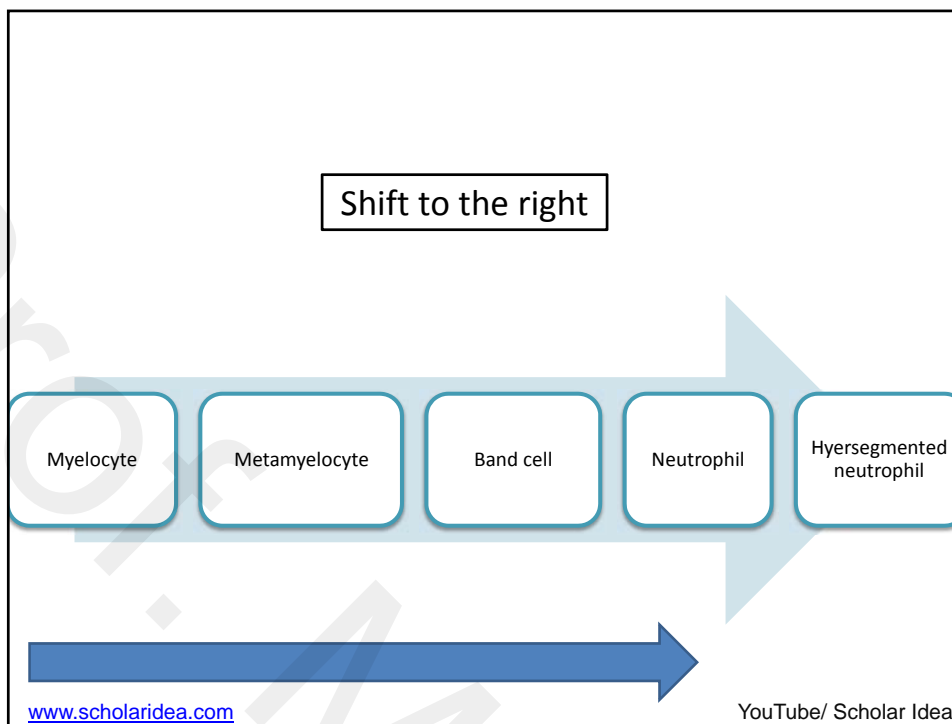 Shift to the right
Myelocyte
Metamyelocyte
Band cell
Neutrophil
Hyersegmented
neutrophil
www.scholaridea.com
YouTube/ Scholar Idea